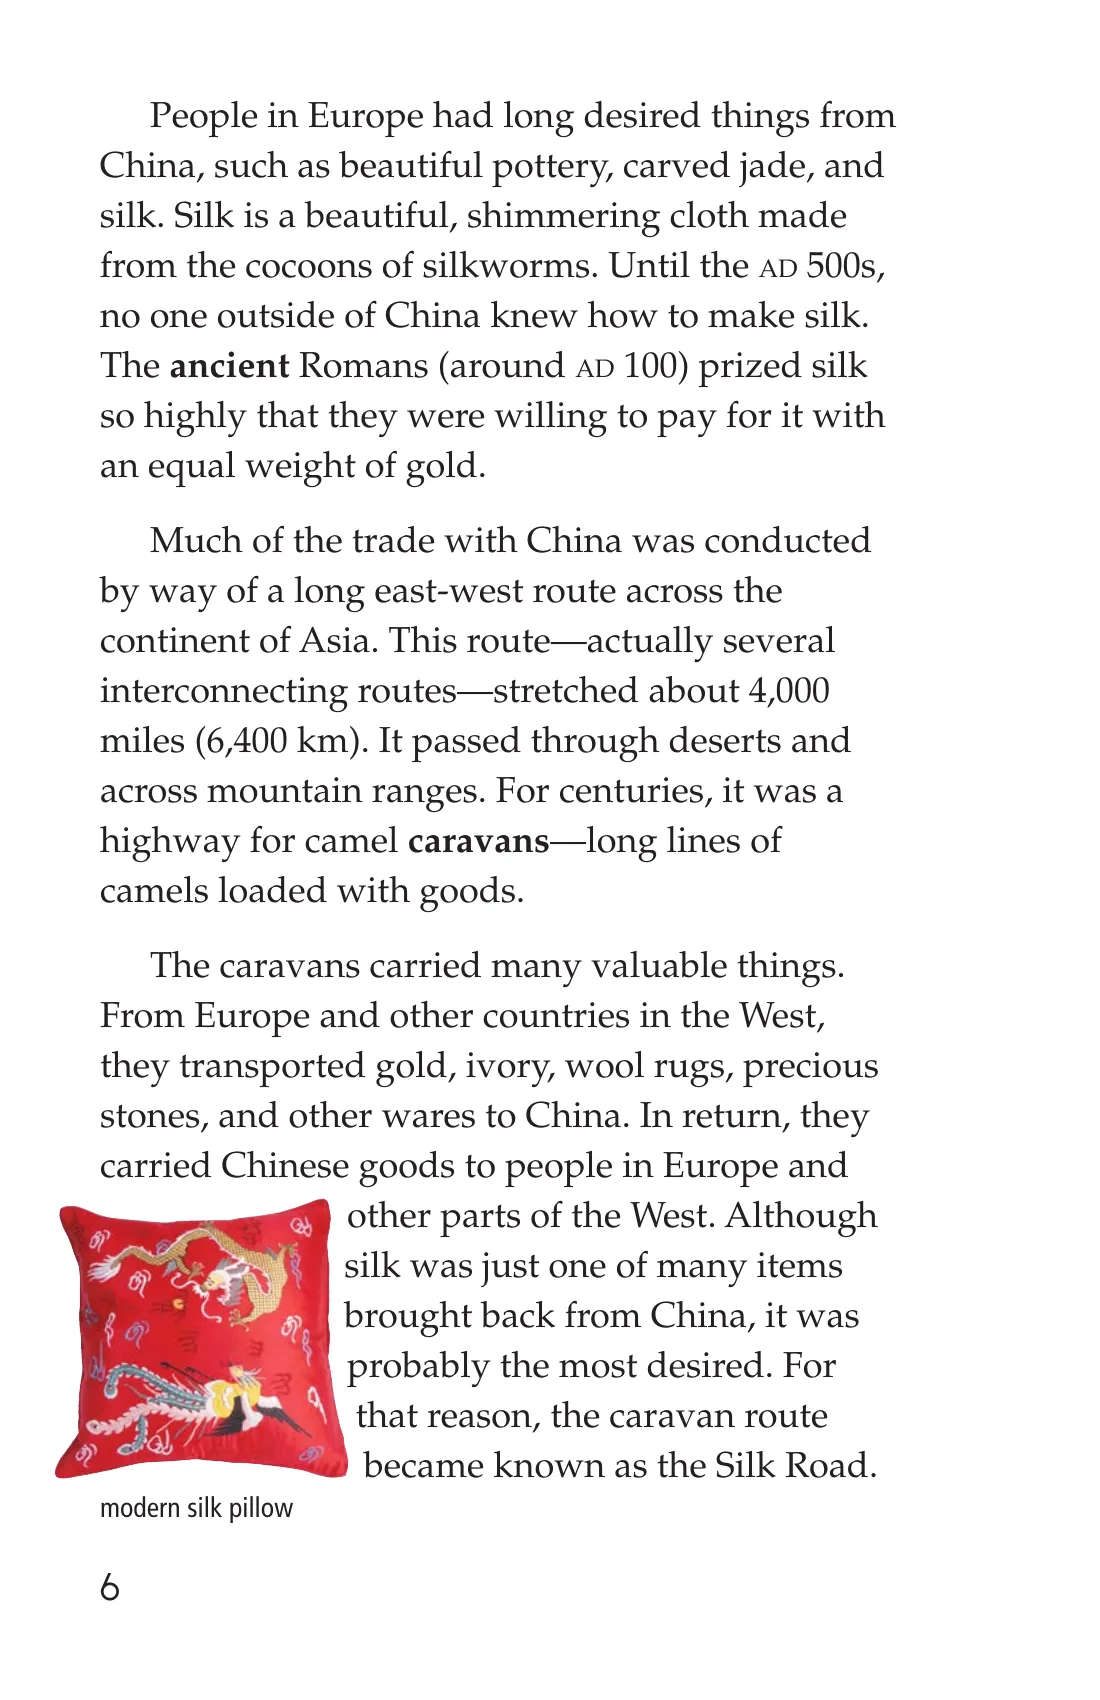 People in Europe had long desired things from
China, such as beautiful pottery, carved jade, and
silk. Silk is a beautiful, shimmering cloth made
from the cocoons of silkworms. Until the AD 500s,
no one outside of China knew how to make silk.
The ancient Romans (around AD 100) prized silk
so highly that they were willing to pay for it with
an equal weight of gold.
Much of the trade with China was conducted
by way of a long east-west route across the
continent of Asia. This route—actually several
interconnecting routes—stretched about 4,000
miles (6,400 km). It passed through deserts and
across mountain ranges. For centuries, it was a
highway for camel caravans—long lines of
camels loaded with goods.
The caravans carried many valuable things.
From Europe and other countries in the West,
they transported gold, ivory, wool rugs, precious
stones, and other wares to China. In return, they
carried Chinese goods to people in Europe and
other parts of the West. Although
silk was just one of many items
brought back from China, it was
probably the most desired. For
that reason, the caravan route
became known as the Silk Road.
modern silk pillow
6